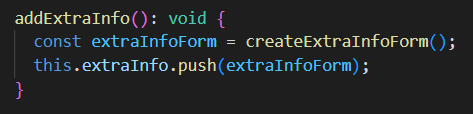 addExtraInfo(): void {
  const extraInfoForm = createExtraInfoForm();
  this.extraInfo.push(extraInfoForm);
}